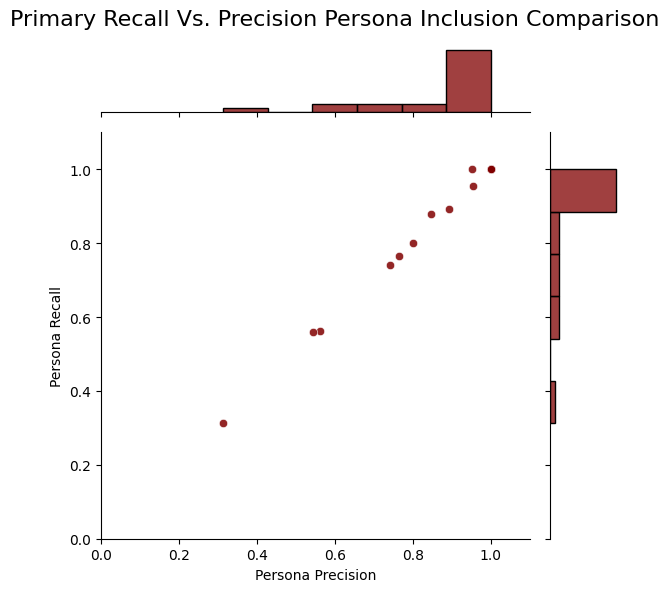 Primary Recall Vs. Precision Persona Inclusion Comparison
1.0
0.8
0.6
0.4
0.2
0.0
Persona Recall
0.0 0.2 0.4 0.6 0.8 1.0
Persona Precision